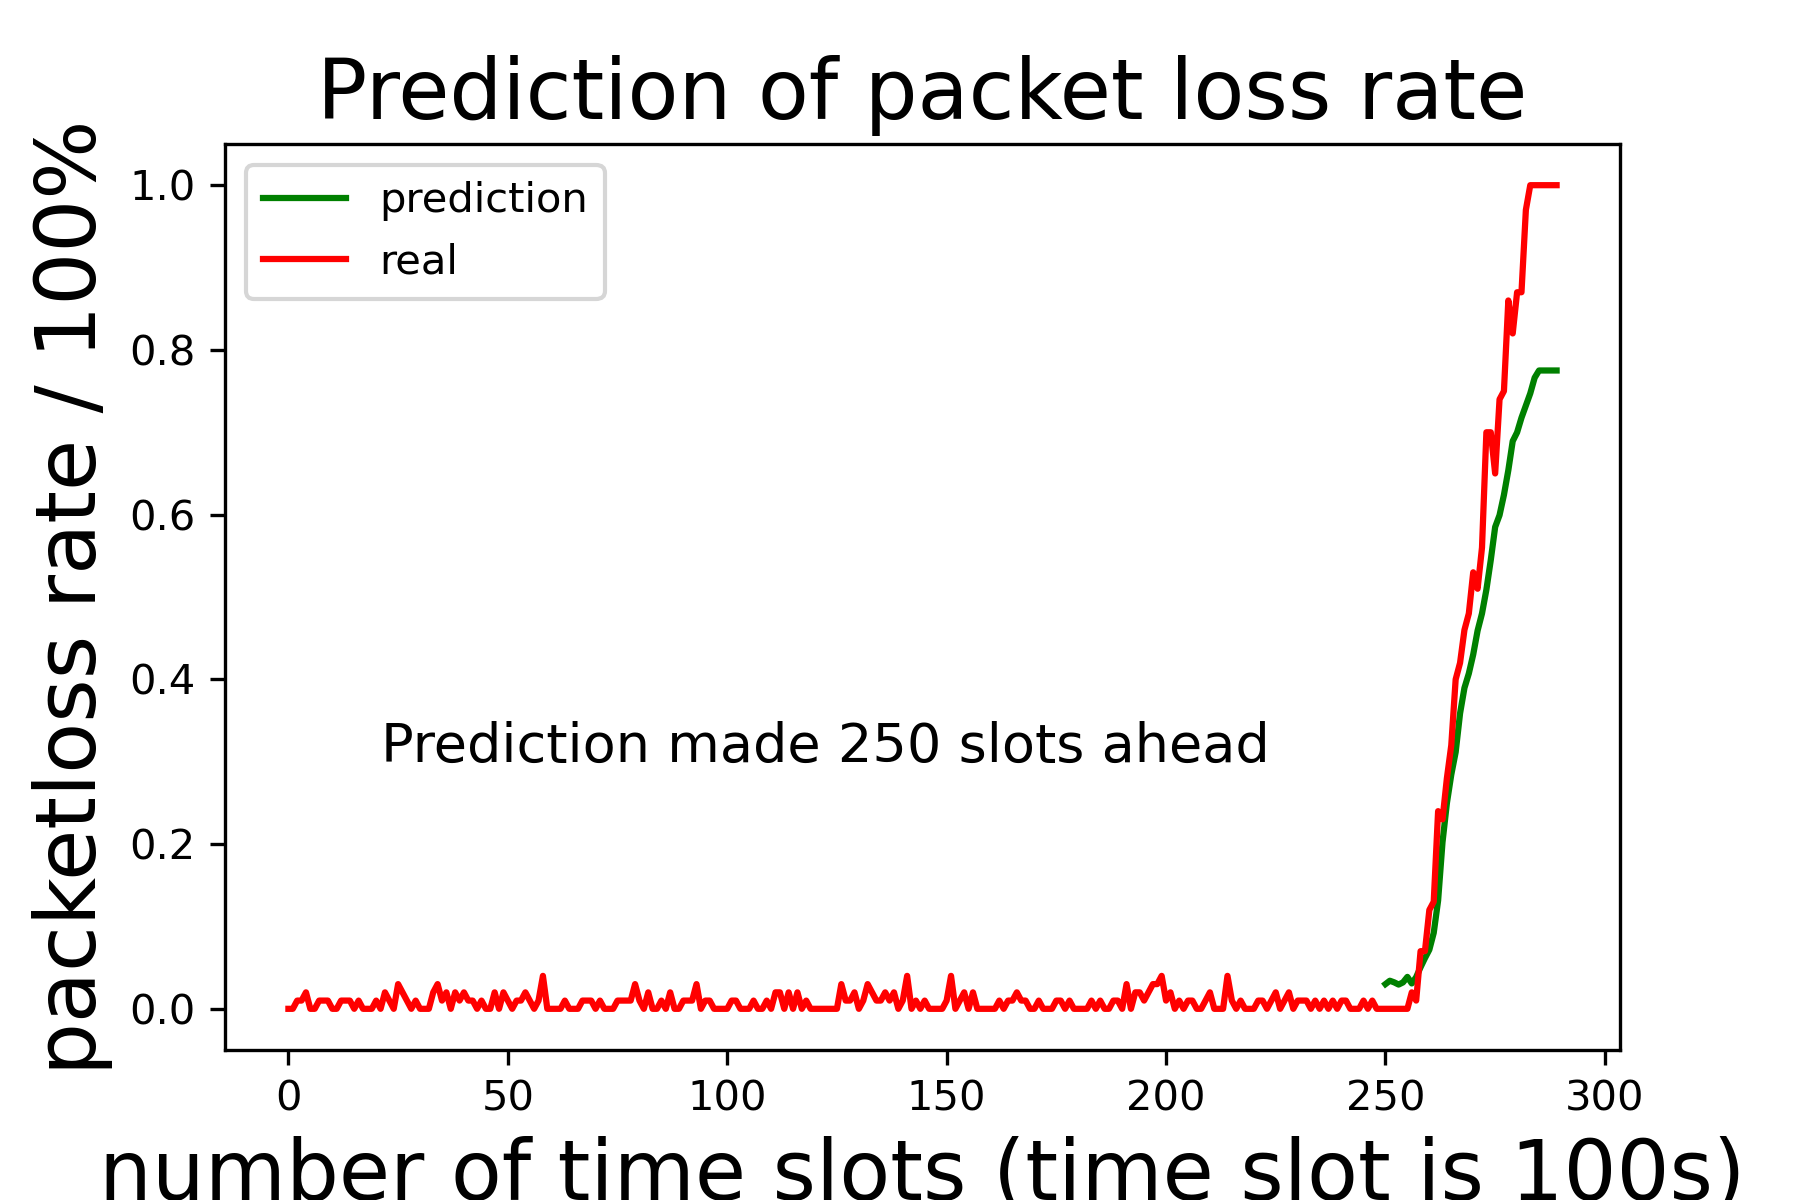 Prediction of packet loss rate
packetloss rate / 100%
1.0
0.8
0.6
0.4
0.2
0.0
prediction
real
Prediction made 250 slots ahead
0 50 100 150 200 250 300
number of time slots (time slot is 100s)